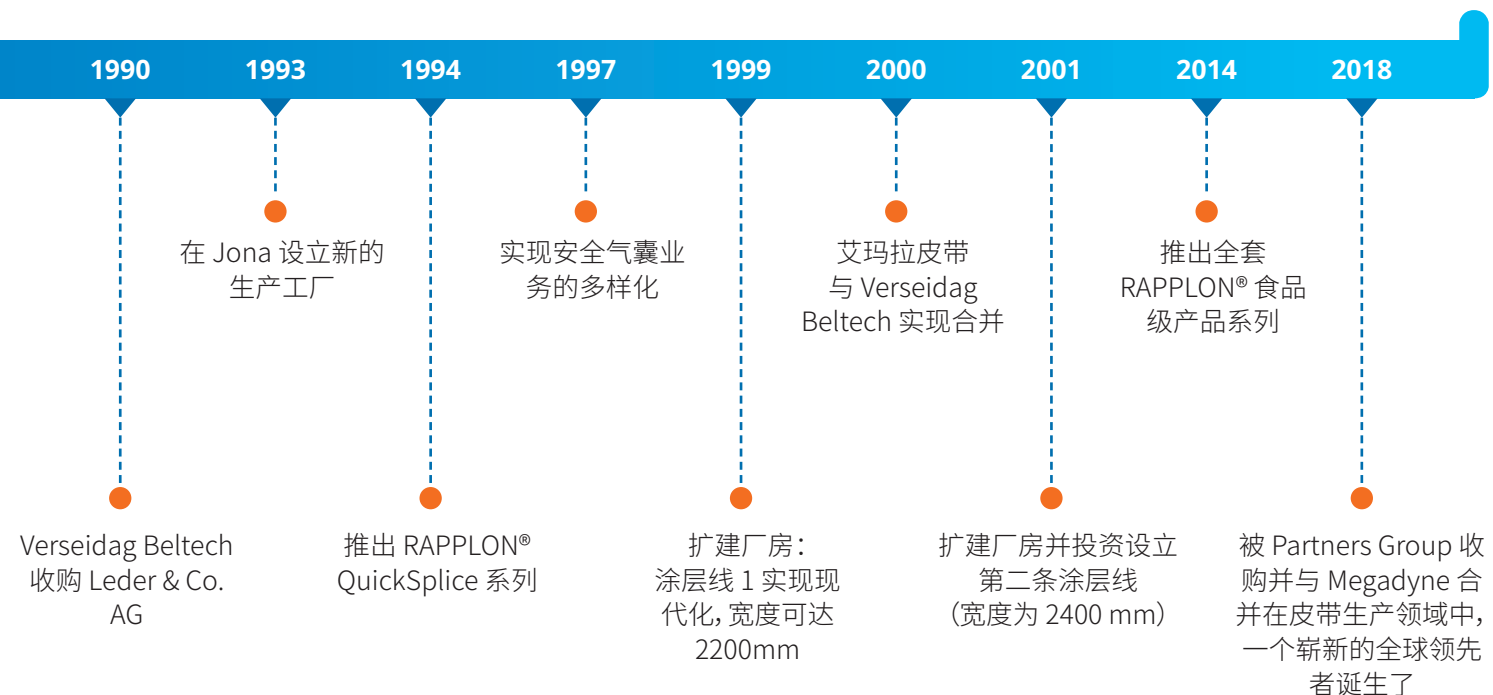 1990
1993
1994
1997
1999
2000
2001
2014
2018
在 Jona 设立新的
生产工厂
实现安全气囊业
务的多样化
艾玛拉皮带
与 Verseidag
Beltech 实现合并
推出全套
RAPPLON® 食品
级产品系列
Verseidag Beltech
收购 Leder & Co.
AG
推出 RAPPLON®
QuickSplice 系列
扩建厂房：
涂层线 1 实现现
代化，宽度可达
2200mm
扩建厂房并投资设立
第二条涂层线
（宽度为 2400 mm）
被 Partners Group 收
购并与 Megadyne 合
并在皮带生产领域中，
一个崭新的全球领先
者诞生了